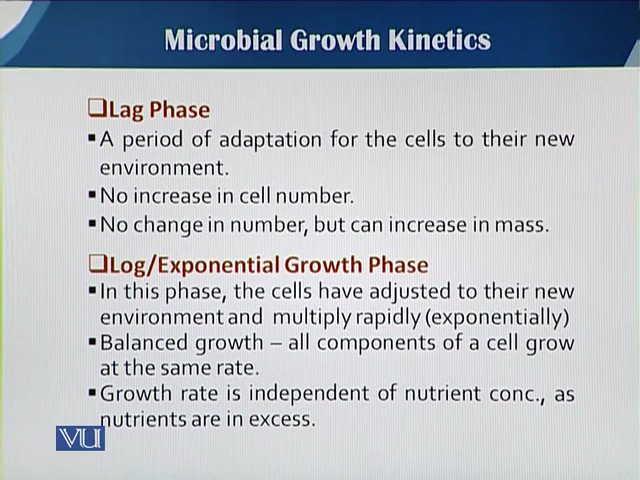 Microbial Growth Kinetics
❑Lag Phase
▪A period of adaptation for the cells to their new
environment.
▪No increase in cell number.
▪No change in number, but can increase in mass.
❑Log/Exponential Growth Phase
▪In this phase, the cells have adjusted to their new
environment and multiply rapidly (exponentially)
▪Balanced growth – all components of a cell grow
at the same rate.
▪Growth rate is independent of nutrient conc., as
nutrients are in excess.
VU